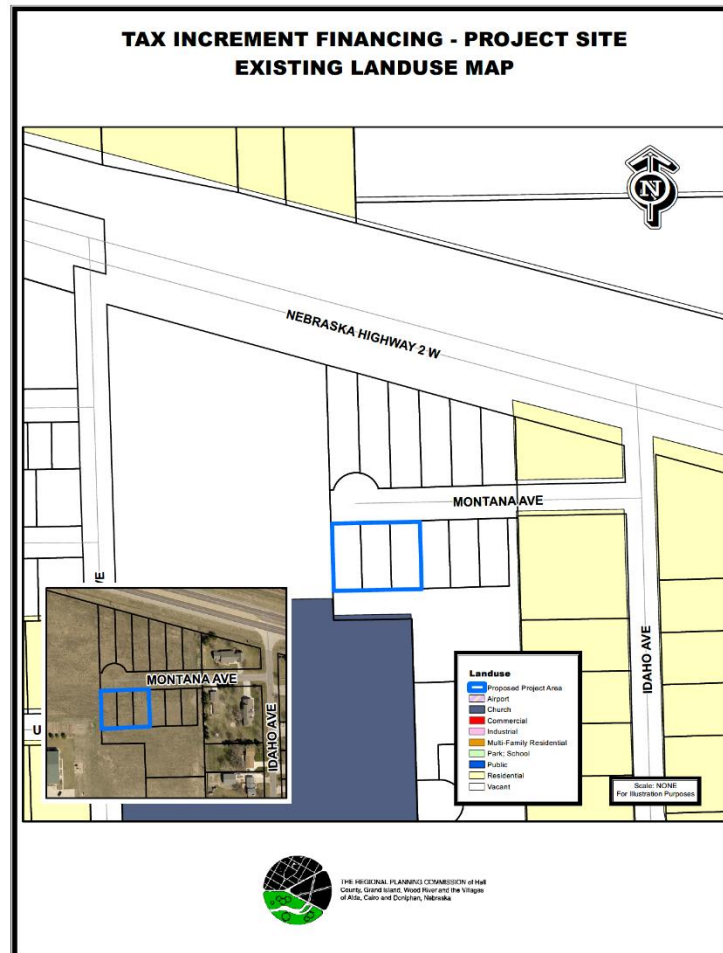 TAX INCREMENT FINANCING - PROJECT SITE
EXISTING LANDUSE MAP
N
NEBRASKA HIGHWAY 2 W
MONTANA AVE
IDAHO AVE
VE
U
MONTANA AVE
IDAHO AVE
Landuse
Proposed Project Area
Airport
Church
Commercial
Industrial
Multi-Family Residential
Park; School
Public
Residential
Vacant
Scale: NONE
For Illustration Purposes
THE REGIONAL PLANNING COMMISSION of Hall
County, Grand Island, Wood River and the Villages
of Alda, Cairo and Doniphan, Nebraska